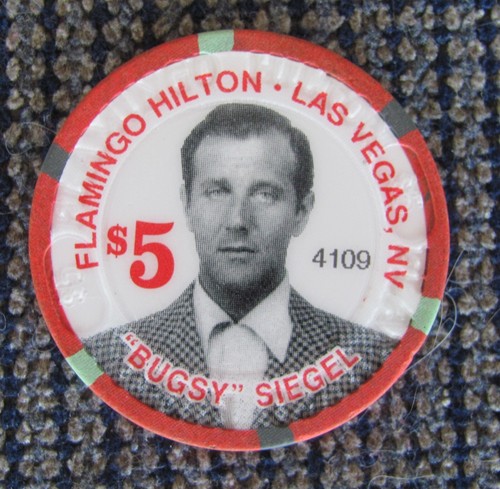 FLAMINGO HILTON • LAS VEGAS, NV
$5
4109
"BUGSY" SIEGEL